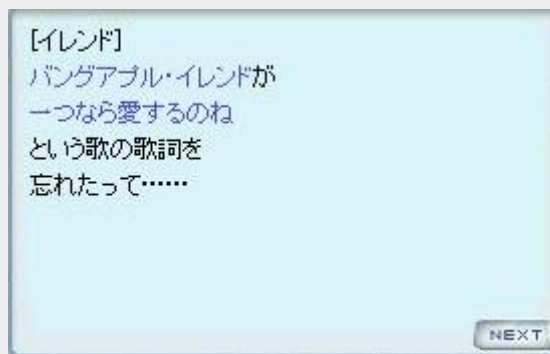 [イレンド]
バングアプル・イレンドが
一つなら愛するのね
という歌の歌詞を
忘れたって……
NEXT